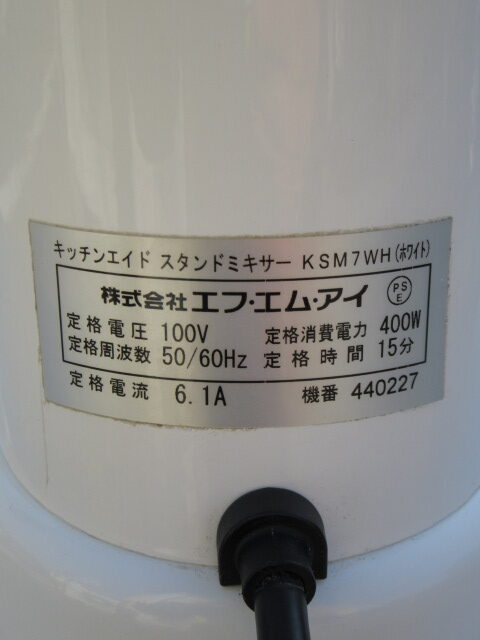 キッチンエイド スタンドミキサー KSM7WH(ホワイト)
株式会社エフ・エム・アイ PSE
定格電圧 100V 定格消費電力 400W
定格周波数 50/60Hz 定格時間 15分
定格電流 6.1A 機番 440227